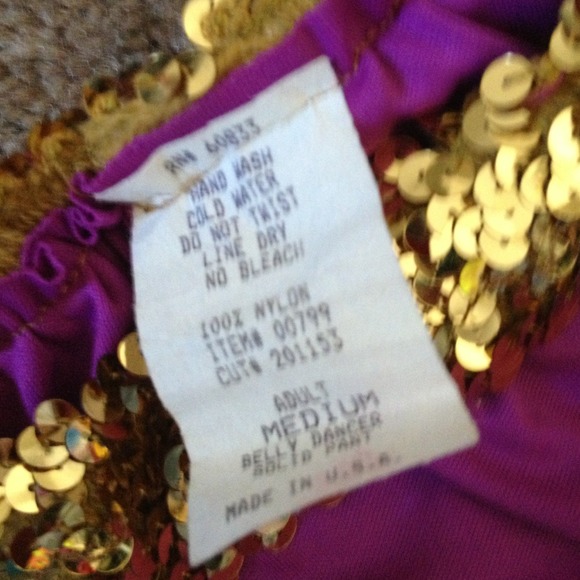 RN# 60833
HAND WASH
COLD WATER
DO NOT TWIST
LINE DRY
NO BLEACH
100% NYLON
ITEM# 00799
CUT# 201153
ADULT
MEDIUM
BELLY DANCER
SOLID PANT
MADE IN U.S.A.